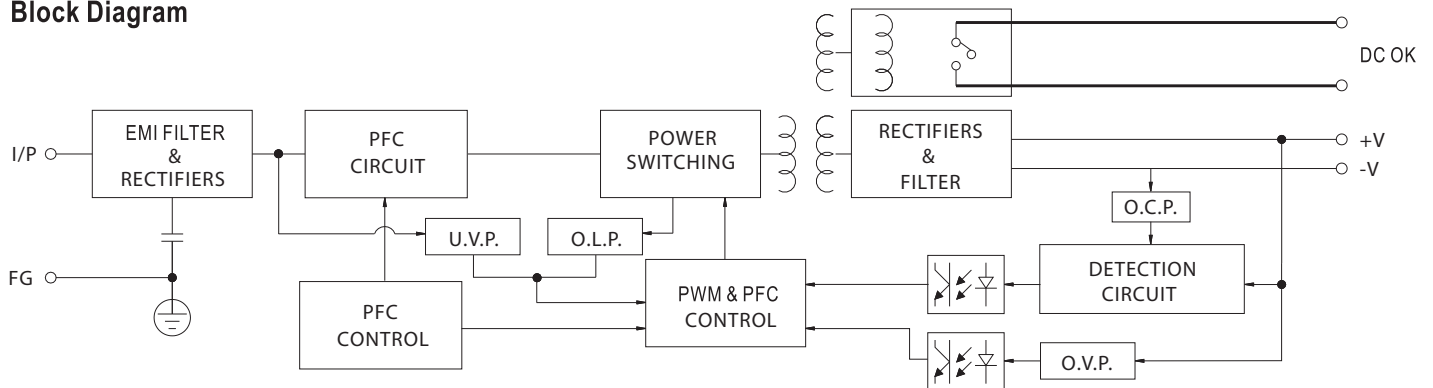 Block Diagram
DC OK
I/P
EMI FILTER
&
RECTIFIERS
PFC
CIRCUIT
POWER
SWITCHING
RECTIFIERS
&
FILTER
+V
-V
O.C.P.
U.V.P.
O.L.P.
FG
DETECTION
CIRCUIT
PFC
CONTROL
PWM & PFC
CONTROL
O.V.P.